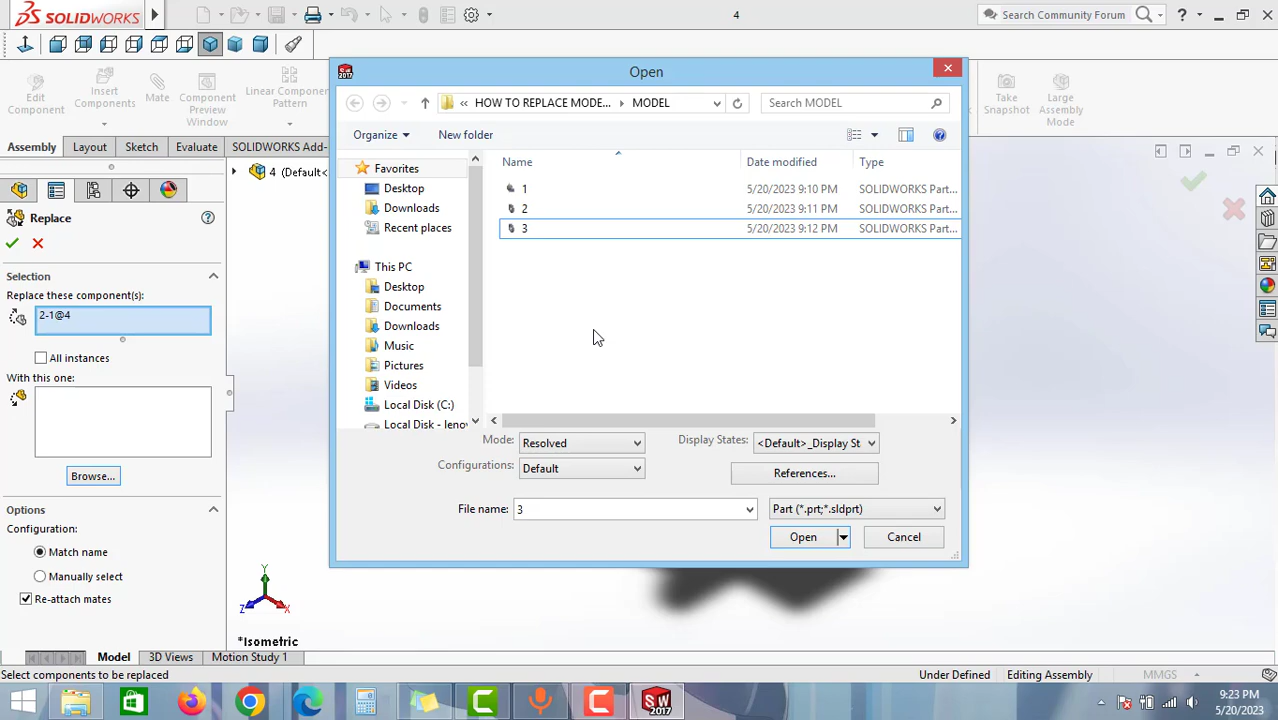 SOLIDWORKS
4
Search Community Forum
?
Edit
Component
Insert
Components
Mate
Component
Preview
Window
Linear Component
Pattern
Take
Snapshot
Large
Assembly
Mode
Assembly
Layout
Sketch
Evaluate
SOLIDWORKS Add-
4 (Default<
Replace
Selection
Replace these component(s):
2-1@4
All instances
With this one:
Browse...
Options
Configuration:
Match name
Manually select
Re-attach mates
SW
2017
Open
« HOW TO REPLACE MODE...
MODEL
Search MODEL
Organize
New folder
Favorites
Desktop
Downloads
Recent places
This PC
Desktop
Documents
Downloads
Music
Pictures
Videos
Local Disk (C:)
Local Disk - leno
Name
Date modified
Type
1
5/20/2023 9:10 PM
SOLIDWORKS Part...
2
5/20/2023 9:11 PM
SOLIDWORKS Part...
3
5/20/2023 9:12 PM
SOLIDWORKS Part...
Mode:
Resolved
Display States:
<Default>_Display St
Configurations:
Default
References...
File name:
3
Part (*.prt;*.sldprt)
Open
Cancel
Y
Z
X
*Isometric
Model
3D Views
Motion Study 1
Select components to be replaced
Under Defined
Editing Assembly
MMGS
SW
2017
9:23 PM
5/20/2023